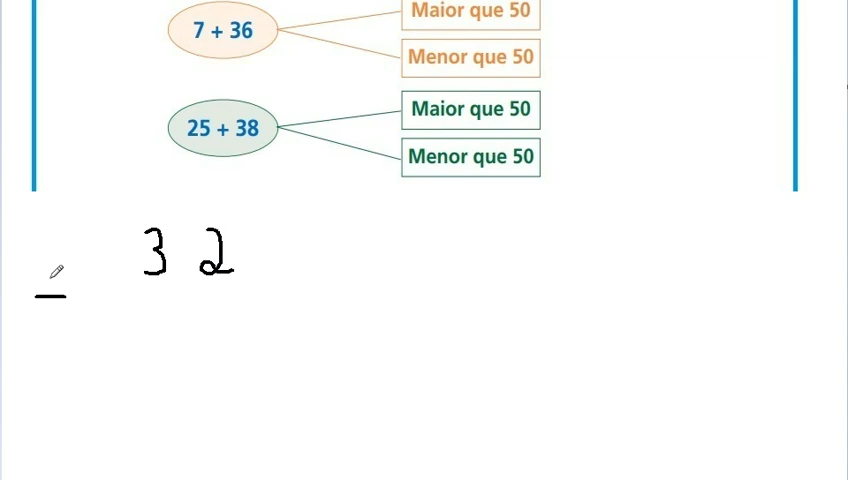 7 + 36
Maior que 50
Menor que 50
25 + 38
Maior que 50
Menor que 50
3 2